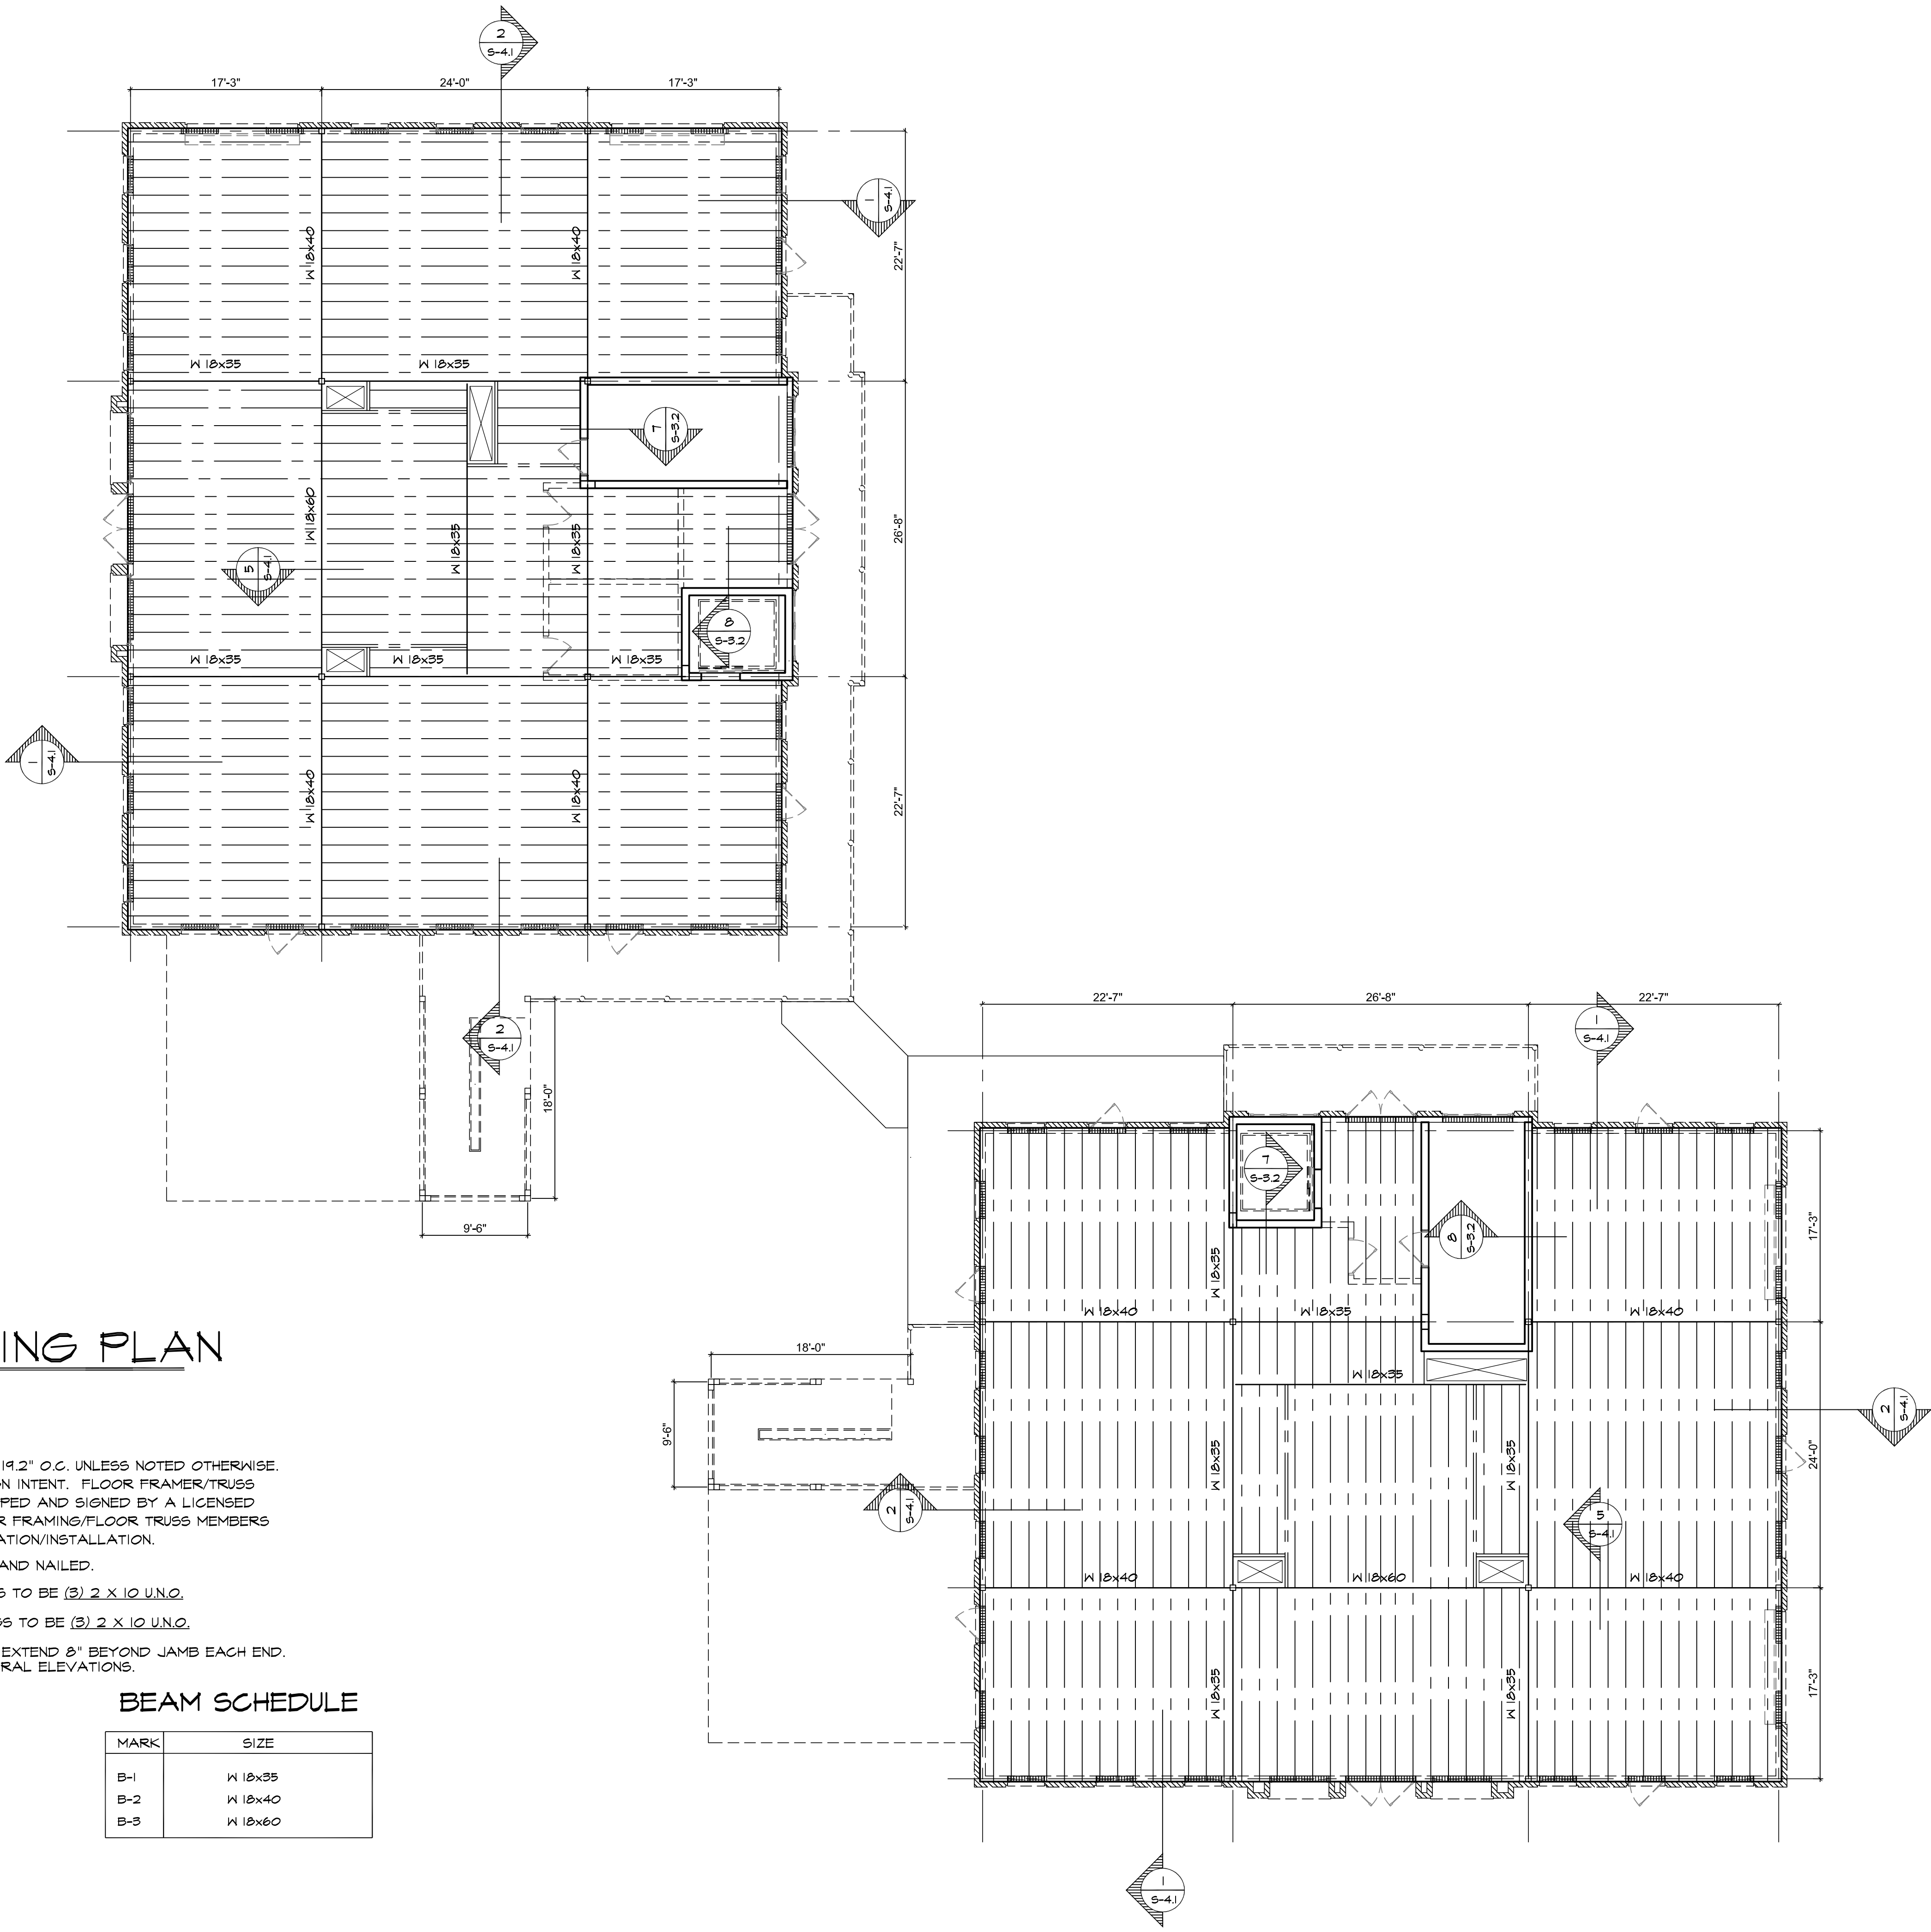 2
S-4.1
17'-3"
24'-0"
17'-3"
1
S-4.1
22'-7"
W 18x40
W 18x40
W 18x35
W 18x35
7
S-3.2
26'-8"
W 18x60
W 18x35
W 18x35
5
S-4.1
8
S-3.2
W 18x35
W 18x35
W 18x35
1
S-4.1
W 18x40
W 18x40
22'-7"
2
S-4.1
18'-0"
9'-6"
22'-7"
26'-8"
22'-7"
1
S-4.1
7
S-3.2
8
S-3.2
17'-3"
W 18x35
W 18x40
W 18x35
W 18x40
18'-0"
9'-6"
W 18x35
2
S-4.1
24'-0"
W 18x35
W 18x35
2
S-4.1
5
S-4.1
W 18x40
W 18x60
W 18x40
W 18x35
W 18x35
17'-3"
1
S-4.1
ING PLAN
19.2" O.C. UNLESS NOTED OTHERWISE.
N INTENT. FLOOR FRAMER/TRUSS
PED AND SIGNED BY A LICENSED
R FRAMING/FLOOR TRUSS MEMBERS
ATION/INSTALLATION.
AND NAILED.
S TO BE (3) 2 X 10 U.N.O.
GS TO BE (3) 2 X 10 U.N.O.
EXTEND 8" BEYOND JAMB EACH END.
RAL ELEVATIONS.
BEAM SCHEDULE
MARK SIZE
B-1 W 18x35
B-2 W 18x40
B-3 W 18x60